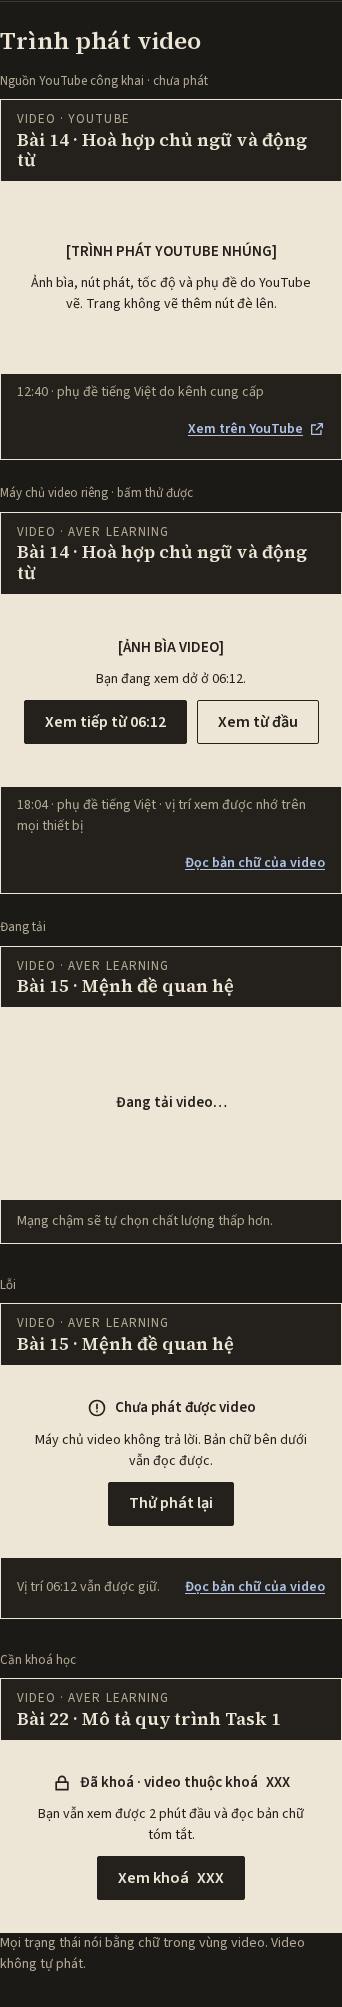 Trình phát video
Nguồn YouTube công khai · chưa phát
VIDEO · YOUTUBE
Bài 14 · Hoà hợp chủ ngữ và động
từ
[TRÌNH PHÁT YOUTUBE NHÚNG]
Ảnh bìa, nút phát, tốc độ và phụ đề do YouTube
vẽ. Trang không vẽ thêm nút đè lên.
12:40 · phụ đề tiếng Việt do kênh cung cấp
Xem trên YouTube
Máy chủ video riêng · bấm thử được
VIDEO · AVER LEARNING
Bài 14 · Hoà hợp chủ ngữ và động
từ
[ẢNH BÌA VIDEO]
Bạn đang xem dở ở 06:12.
Xem tiếp từ 06:12 Xem từ đầu
18:04 · phụ đề tiếng Việt · vị trí xem được nhớ trên
mọi thiết bị
Đọc bản chữ của video
Đang tải
VIDEO · AVER LEARNING
Bài 15 · Mệnh đề quan hệ
Đang tải video…
Mạng chậm sẽ tự chọn chất lượng thấp hơn.
Lỗi
VIDEO · AVER LEARNING
Bài 15 · Mệnh đề quan hệ
Chưa phát được video
Máy chủ video không trả lời. Bản chữ bên dưới
vẫn đọc được.
Thử phát lại
Vị trí 06:12 vẫn được giữ. Đọc bản chữ của video
Cần khoá học
VIDEO · AVER LEARNING
Bài 22 · Mô tả quy trình Task 1
Đã khoá · video thuộc khoá XXX
Bạn vẫn xem được 2 phút đầu và đọc bản chữ
tóm tắt.
Xem khoá XXX
Mọi trạng thái nói bằng chữ trong vùng video. Video
không tự phát.